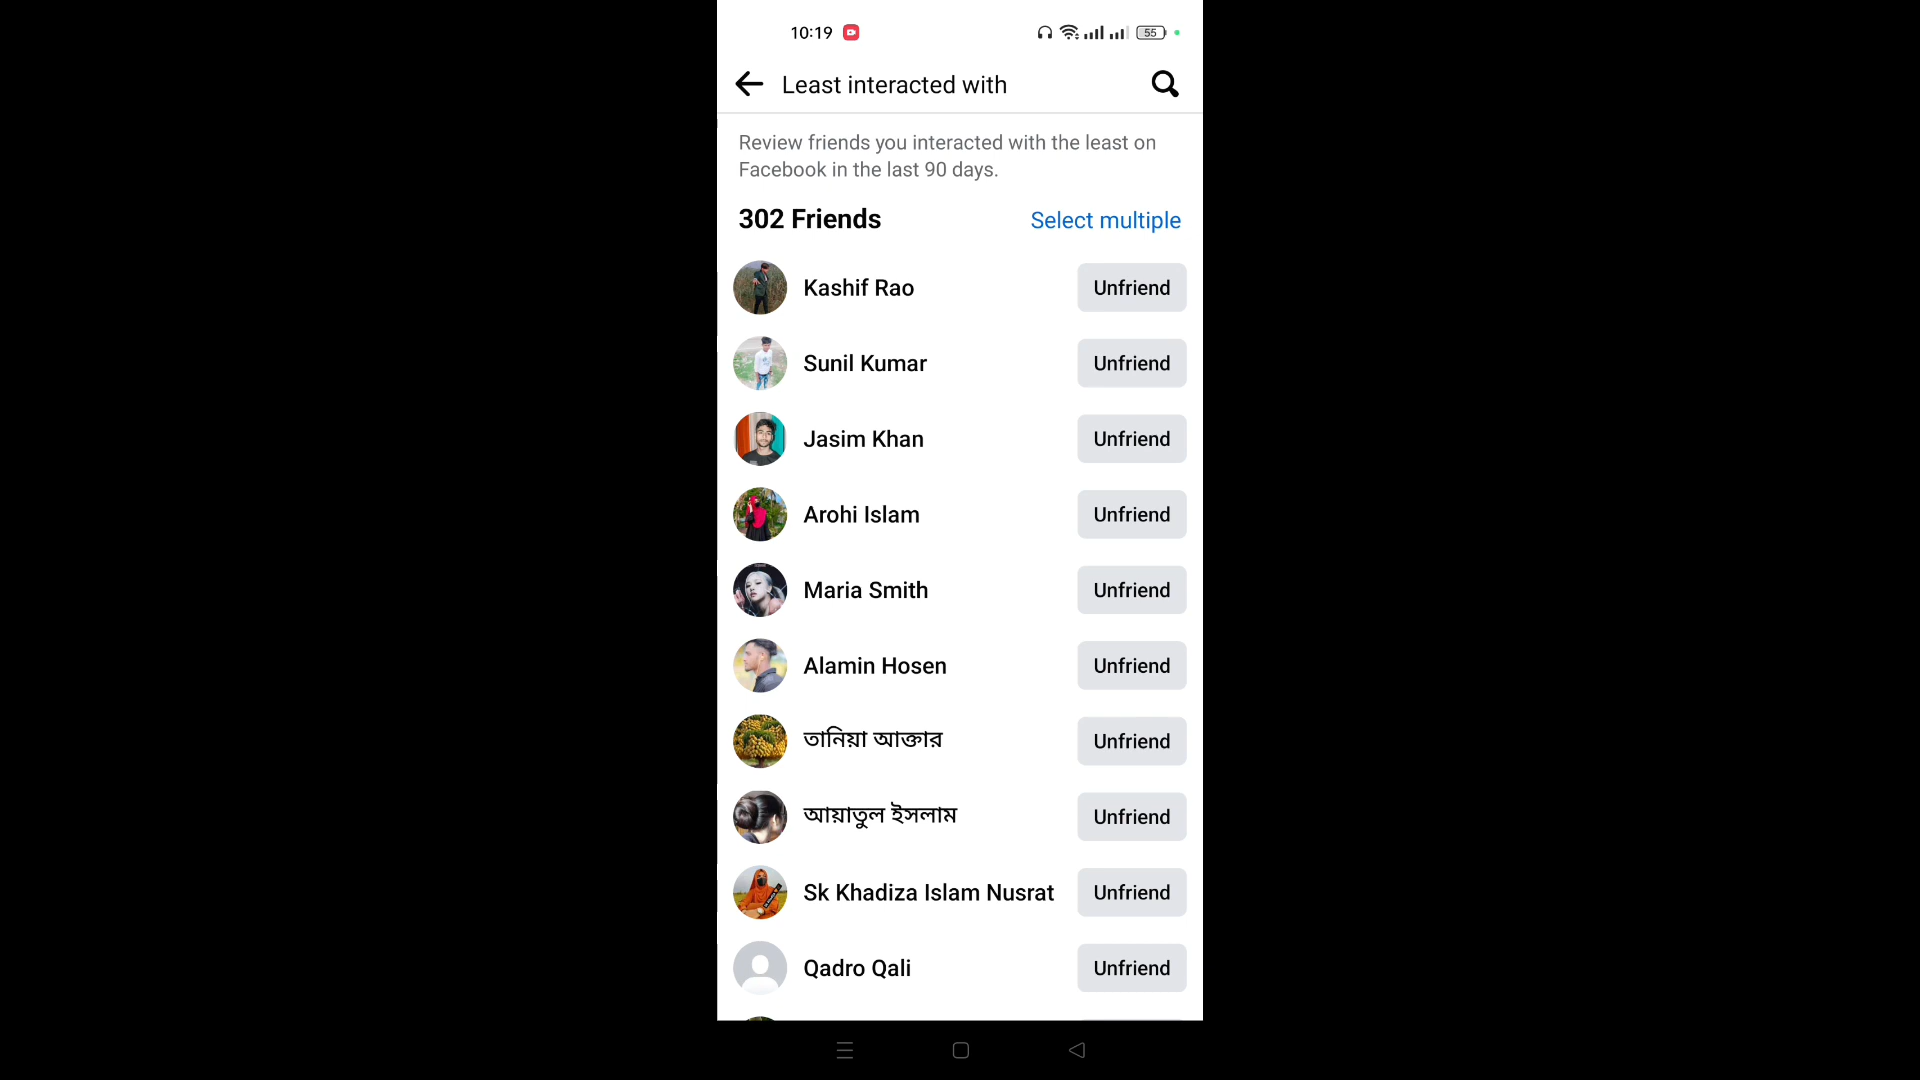 10:19
55
Least interacted with
Review friends you interacted with the least on
Facebook in the last 90 days.
302 Friends Select multiple
Kashif Rao Unfriend
Sunil Kumar Unfriend
Jasim Khan Unfriend
Arohi Islam Unfriend
Maria Smith Unfriend
Alamin Hosen Unfriend
তানিয়া আক্তার Unfriend
আয়াতুল ইসলাম Unfriend
Sk Khadiza Islam Nusrat Unfriend
Qadro Qali Unfriend